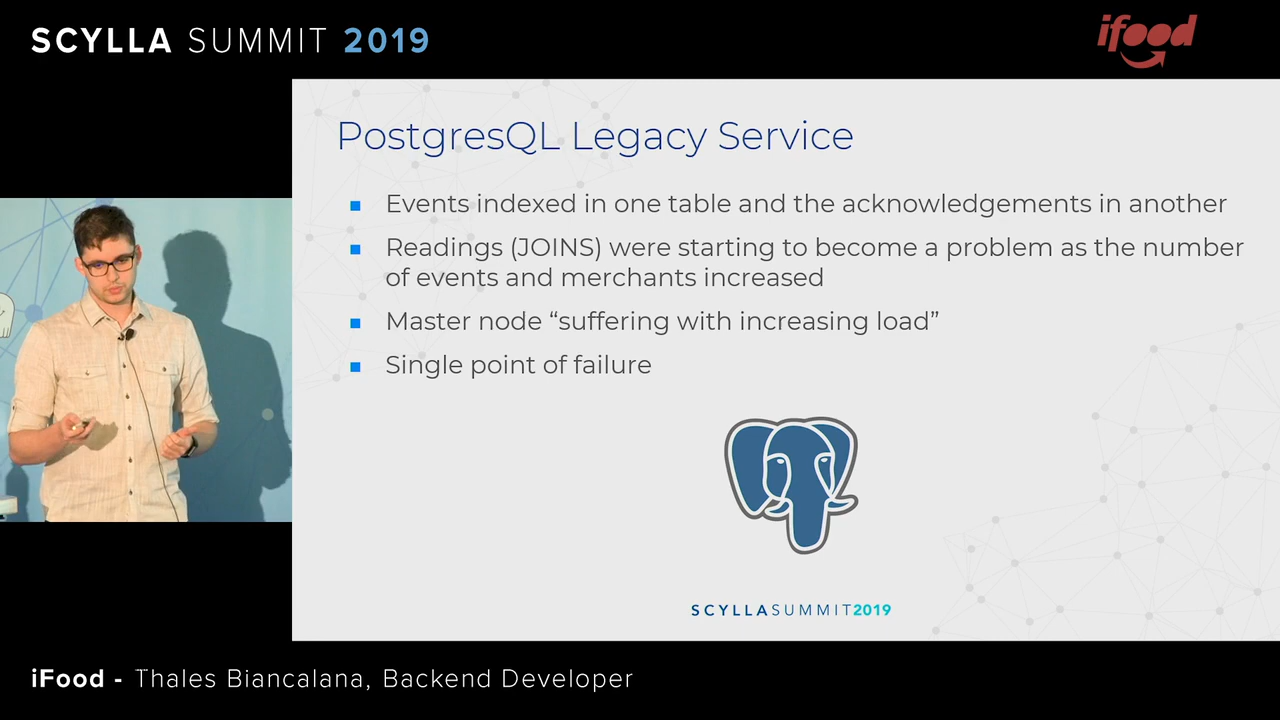 SCYLLA SUMMIT 2019
ifood
PostgresQL Legacy Service
Events indexed in one table and the acknowledgements in another
Readings (JOINS) were starting to become a problem as the number
of events and merchants increased
Master node “suffering with increasing load”
Single point of failure
SCYLLASUMMIT2019
iFood - Thales Biancalana, Backend Developer